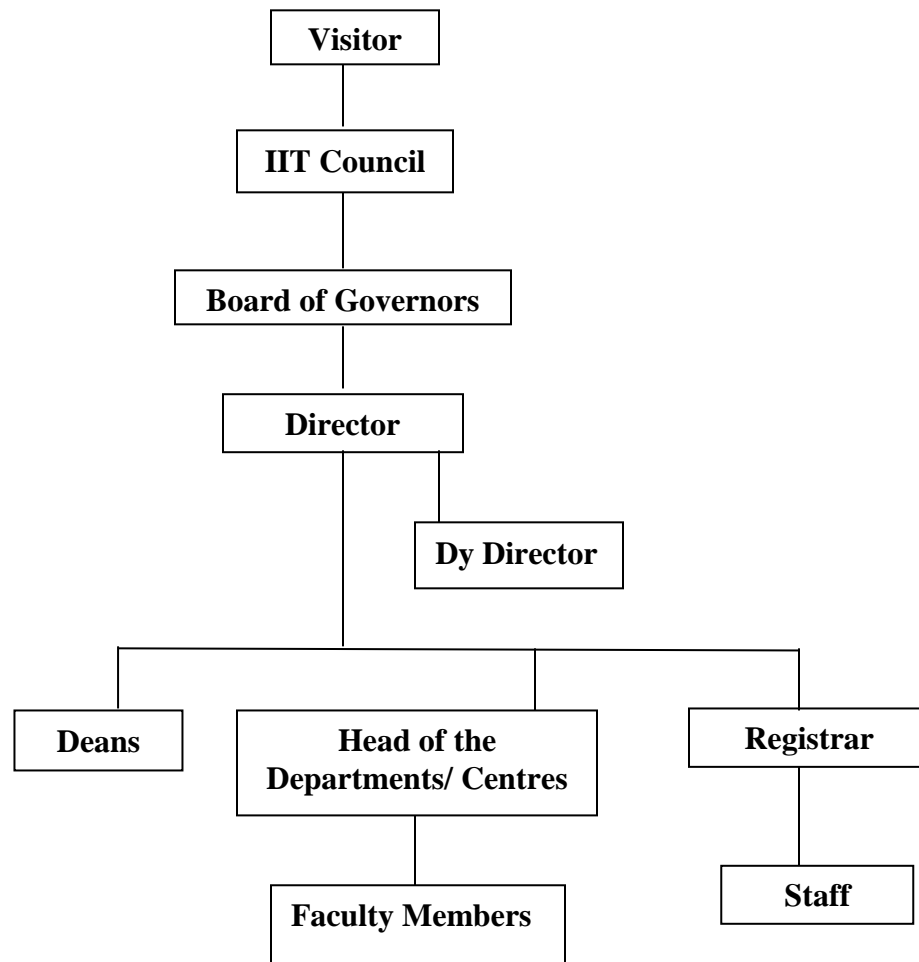 Visitor
IIT Council
Board of Governors
Director
Dy Director
Deans
Head of the
Departments/ Centres
Registrar
Faculty Members
Staff